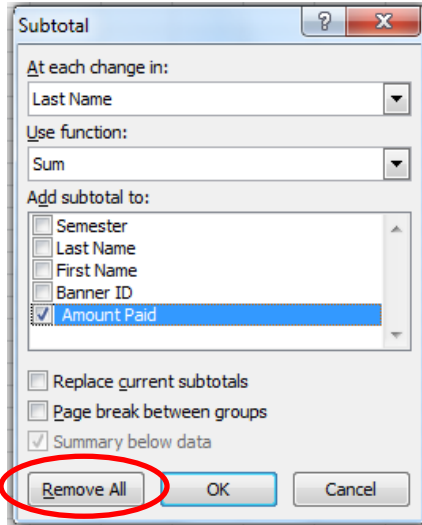 Subtotal
At each change in:
Last Name
Use function:
Sum
Add subtotal to:
Semester
Last Name
First Name
Banner ID
Amount Paid
Replace current subtotals
Page break between groups
Summary below data
Remove All OK Cancel